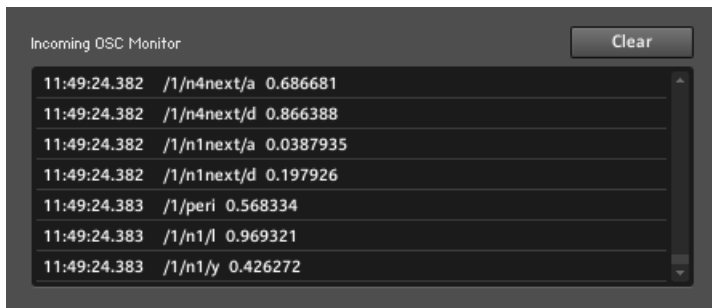 Incoming OSC Monitor
Clear
11:49:24.382 /1/n4next/a 0.686681
11:49:24.382 /1/n4next/d 0.866388
11:49:24.382 /1/n1next/a 0.0387935
11:49:24.382 /1/n1next/d 0.197926
11:49:24.383 /1/peri 0.568334
11:49:24.383 /1/n1/l 0.969321
11:49:24.383 /1/n1/y 0.426272